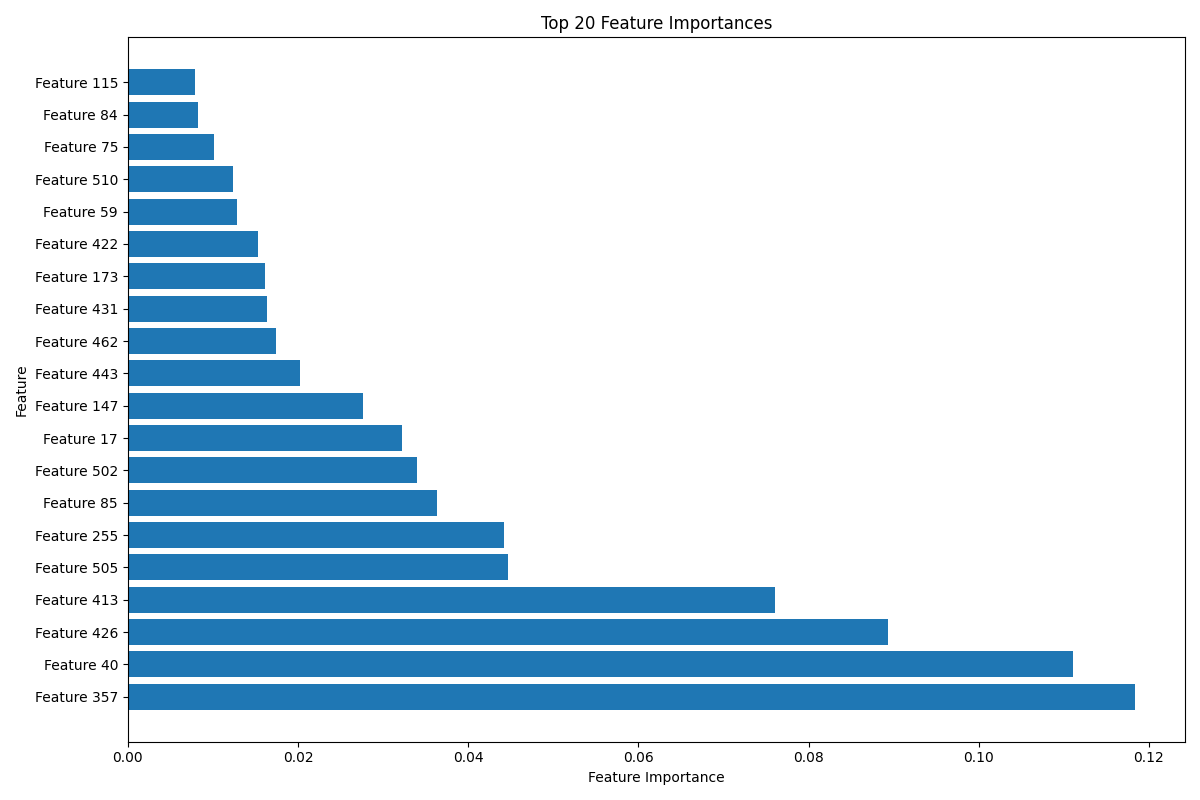 Top 20 Feature Importances
Feature 115
Feature 84
Feature 75
Feature 510
Feature 59
Feature 422
Feature 173
Feature 431
Feature 462
Feature 443
Feature 147
Feature 17
Feature 502
Feature 85
Feature 255
Feature 505
Feature 413
Feature 426
Feature 40
Feature 357
Feature
0.00 0.02 0.04 0.06 0.08 0.10 0.12
Feature Importance